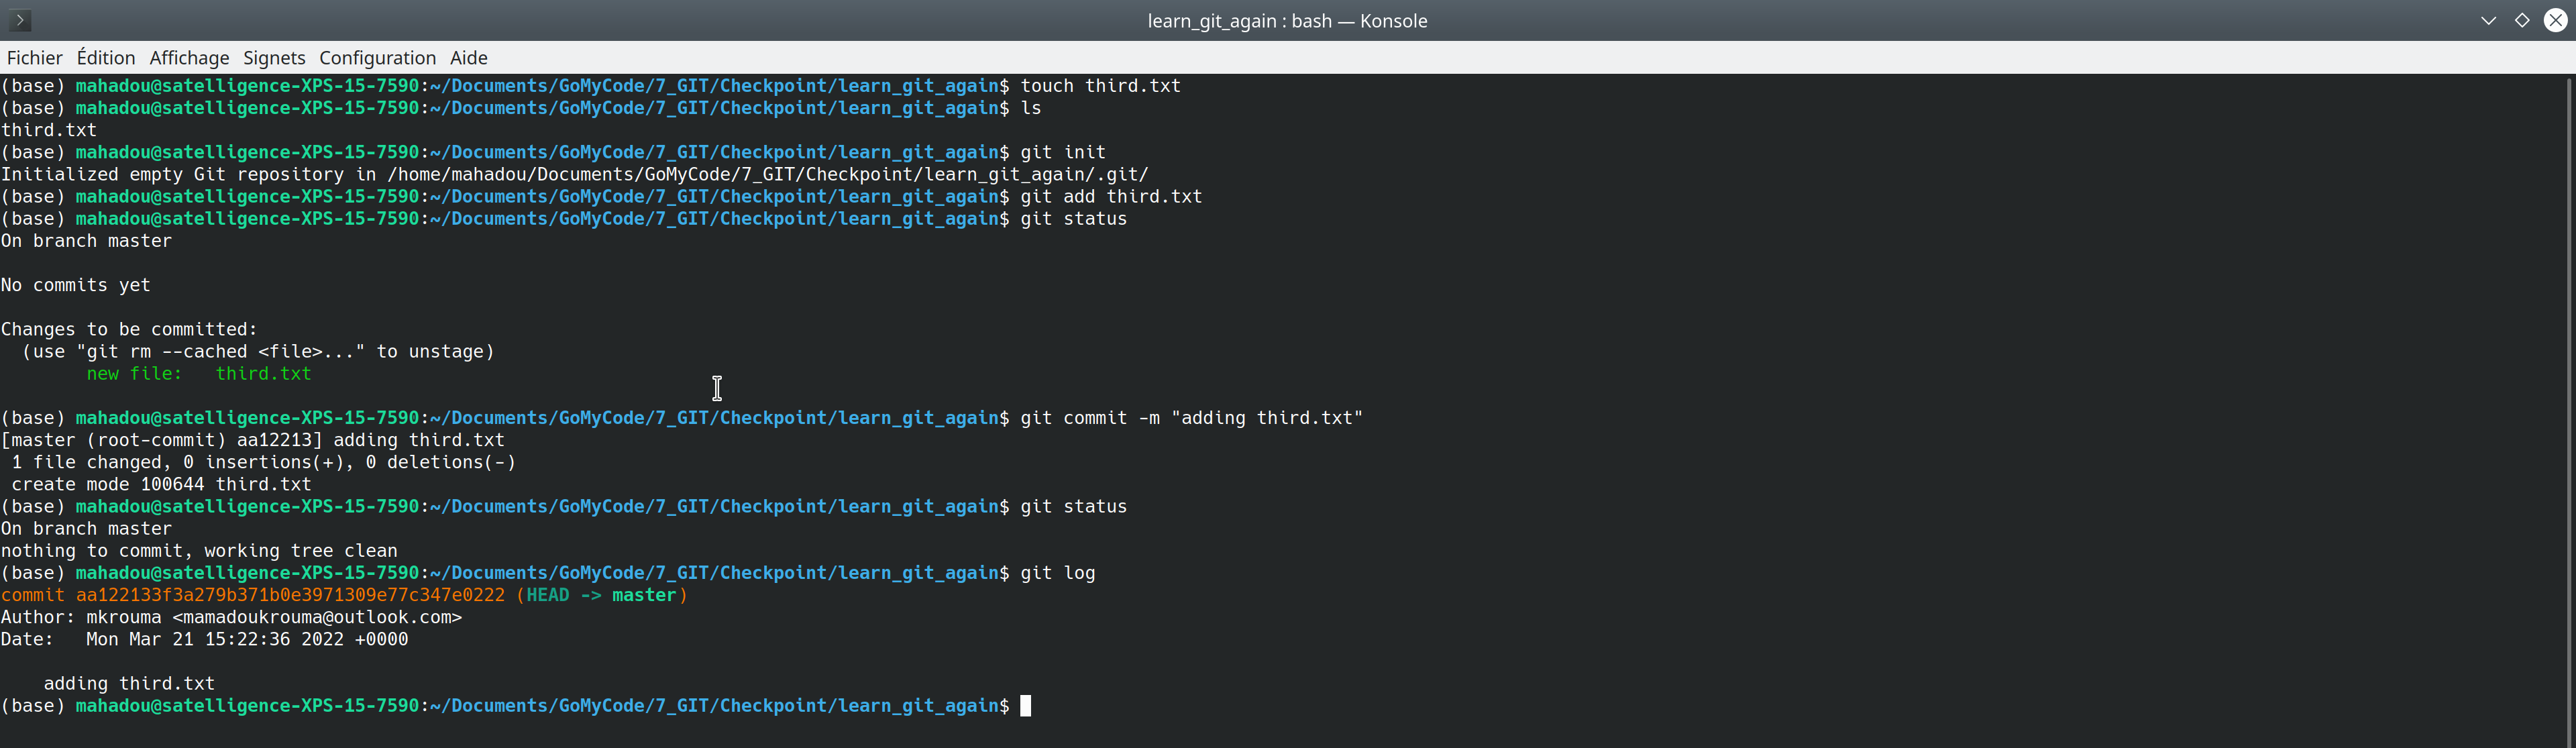 learn_git_again : bash — Konsole
Fichier Édition Affichage Signets Configuration Aide
(base) mahadou@satelligence-XPS-15-7590:~/Documents/GoMyCode/7_GIT/Checkpoint/learn_git_again$ touch third.txt
(base) mahadou@satelligence-XPS-15-7590:~/Documents/GoMyCode/7_GIT/Checkpoint/learn_git_again$ ls
third.txt
(base) mahadou@satelligence-XPS-15-7590:~/Documents/GoMyCode/7_GIT/Checkpoint/learn_git_again$ git init
Initialized empty Git repository in /home/mahadou/Documents/GoMyCode/7_GIT/Checkpoint/learn_git_again/.git/
(base) mahadou@satelligence-XPS-15-7590:~/Documents/GoMyCode/7_GIT/Checkpoint/learn_git_again$ git add third.txt
(base) mahadou@satelligence-XPS-15-7590:~/Documents/GoMyCode/7_GIT/Checkpoint/learn_git_again$ git status
On branch master

No commits yet

Changes to be committed:
  (use "git rm --cached <file>..." to unstage)
        new file:   third.txt

(base) mahadou@satelligence-XPS-15-7590:~/Documents/GoMyCode/7_GIT/Checkpoint/learn_git_again$ git commit -m "adding third.txt"
[master (root-commit) aa12213] adding third.txt
 1 file changed, 0 insertions(+), 0 deletions(-)
 create mode 100644 third.txt
(base) mahadou@satelligence-XPS-15-7590:~/Documents/GoMyCode/7_GIT/Checkpoint/learn_git_again$ git status
On branch master
nothing to commit, working tree clean
(base) mahadou@satelligence-XPS-15-7590:~/Documents/GoMyCode/7_GIT/Checkpoint/learn_git_again$ git log
commit aa122133f3a279b371b0e3971309e77c347e0222 (HEAD -> master)
Author: mkrouma <mamadoukrouma@outlook.com>
Date:   Mon Mar 21 15:22:36 2022 +0000

    adding third.txt
(base) mahadou@satelligence-XPS-15-7590:~/Documents/GoMyCode/7_GIT/Checkpoint/learn_git_again$